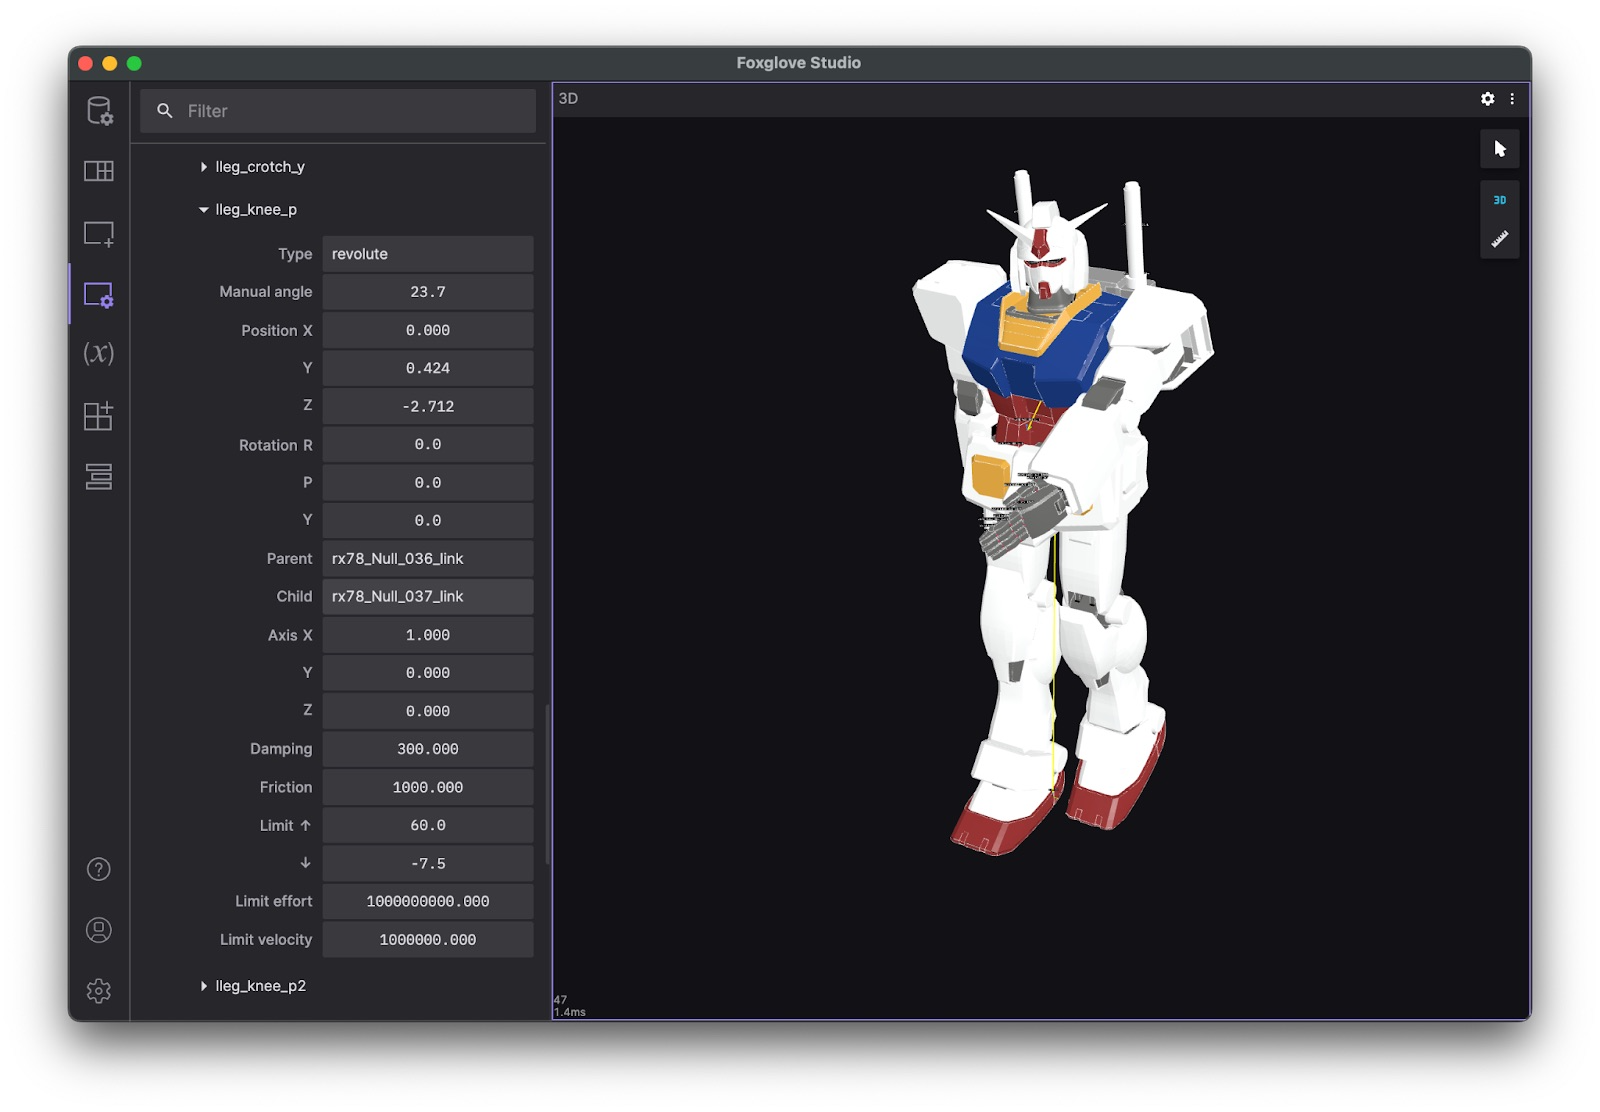 Foxglove Studio
Filter
lleg_crotch_y
lleg_knee_p
Type revolute
Manual angle 23.7
Position X 0.000
Y 0.424
Z -2.712
Rotation R 0.0
P 0.0
Y 0.0
Parent rx78_Null_036_link
Child rx78_Null_037_link
Axis X 1.000
Y 0.000
Z 0.000
Damping 300.000
Friction 1000.000
Limit ↑ 60.0
↓ -7.5
Limit effort 1000000000.000
Limit velocity 1000000.000
lleg_knee_p2
3D
3D
47
1.4ms
(x)
?